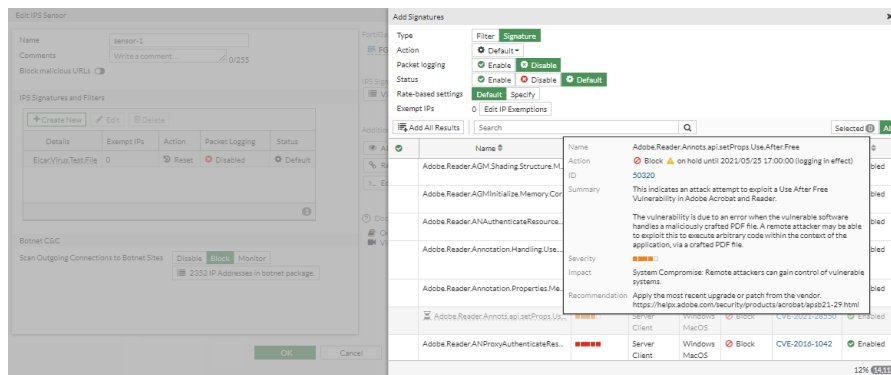 Edit IPS Sensor
Name
sensor-1
Comments
Write a comment ...
0/255
Block malicious URLs
IPS Signatures and Filters
Create New
Edit
Delete
Details Exempt IPs Action Packet Logging Status
Eicar.Virus.Test.File 0 Reset Disabled Default
Botnet C&C
Scan Outgoing Connections to Botnet Sites
Disable Block Monitor
2352 IP Addresses in botnet package.
OK
Cancel
Add Signatures
Type
Filter Signature
Action
Default
Packet logging
Enable Disable
Status
Enable Disable Default
Rate-based settings
Default Specify
Exempt IPs
0 Edit IP Exemptions
Add All Results
Search
Selected 0
Name
Adobe.Reader.AGM.Shading.Structure.M...
Adobe.Reader.AGMInitialize.Memory.Cor...
Adobe.Reader.ANAuthenticateResource...
Adobe.Reader.Annotation.Handling.Use...
Adobe.Reader.Annotation.Properties.Me...
Adobe.Reader.Annots.api.setProps.Us...
Server
Client
Windows
MacOS
Block
CVE-2021-28550
Enabled
Adobe.Reader.ANProxyAuthenticateRes...
Server
Client
Windows
MacOS
Block
CVE-2016-1042
Enabled
12%
Name
Adobe.Reader.Annots.api.setProps.Use.After.Free
Action
Block on hold until 2021/05/25 17:00:00 (logging in effect)
ID
50320
Summary
This indicates an attack attempt to exploit a Use After Free
Vulnerability in Adobe Acrobat and Reader.
The vulnerability is due to an error when the vulnerable software
handles a maliciously crafted PDF file. A remote attacker may be able
to exploit this to execute arbitrary code within the context of the
application, via a crafted PDF file.
Severity
Impact
System Compromise: Remote attackers can gain control of vulnerable
systems.
Recommendation
Apply the most recent upgrade or patch from the vendor.
https://helpx.adobe.com/security/products/acrobat/apsb21-29.html